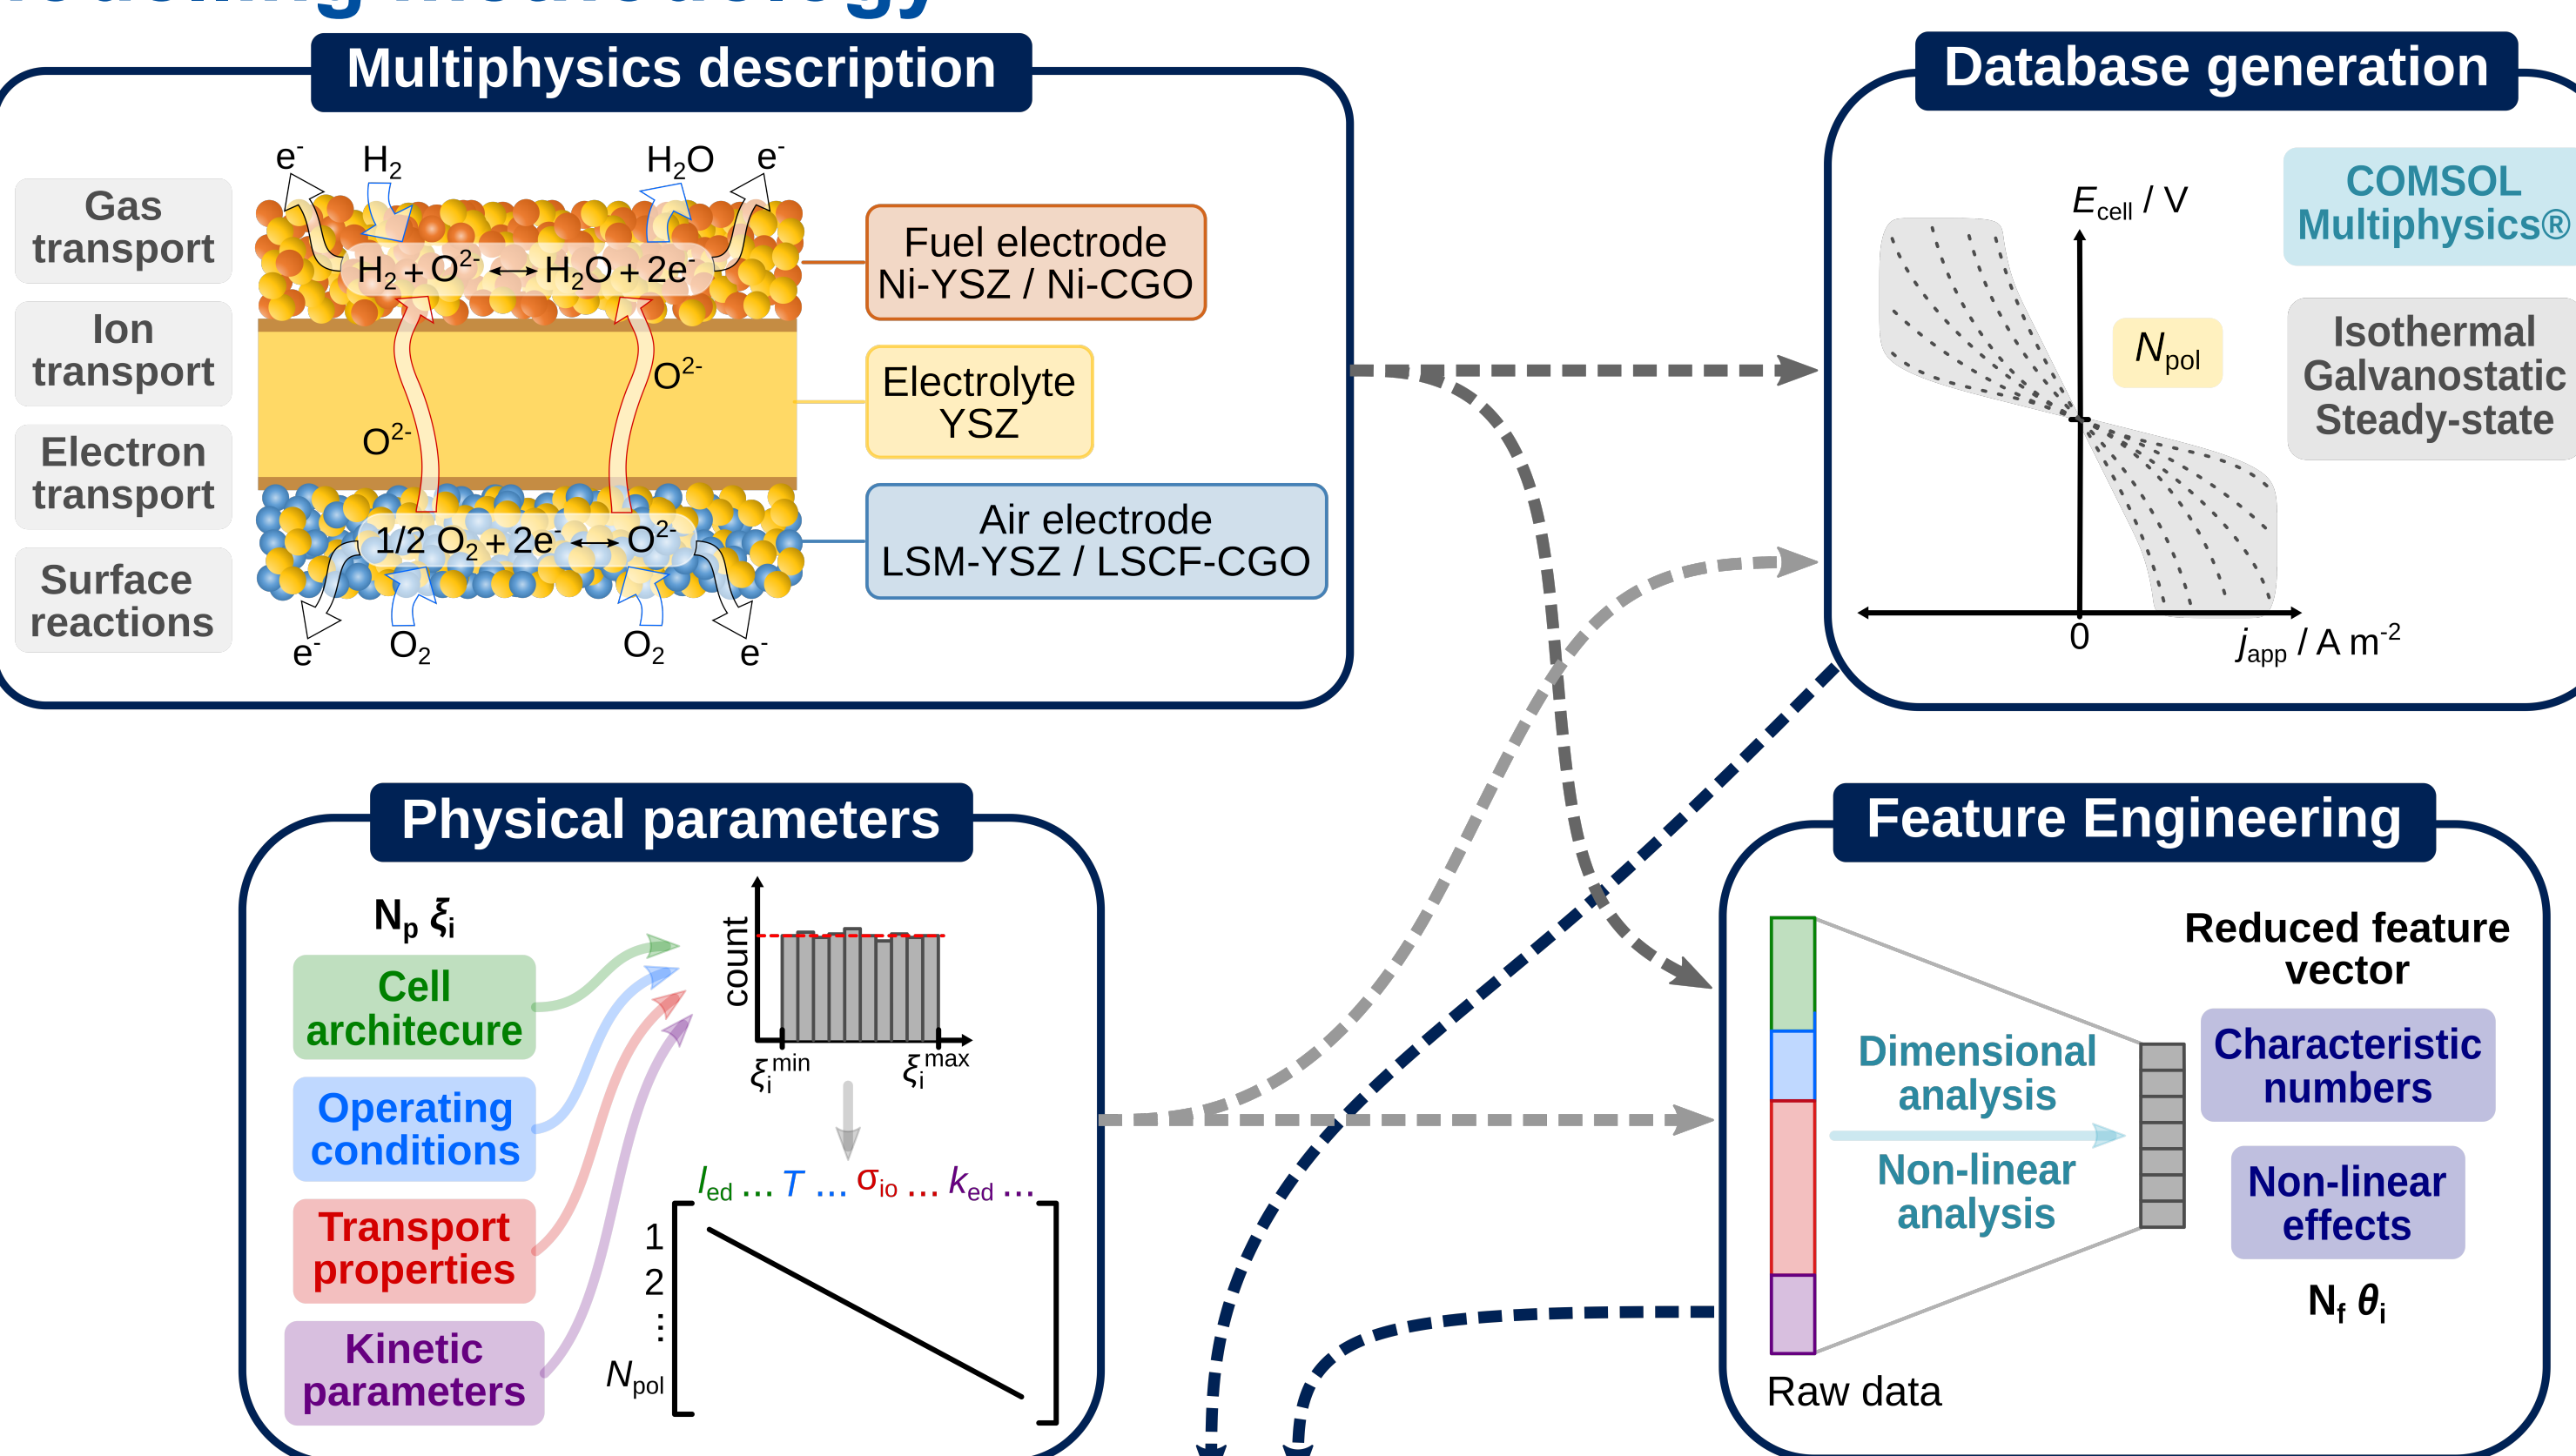 Multiphysics description
Gas
transport
Ion
transport
Electron
transport
Surface
reactions
e-
H2
H2O
e-
H2 + O2- ↔ H2O + 2e-
O2-
O2-
1/2 O2 + 2e- ↔ O2-
e-
O2
O2
e-
Fuel electrode
Ni-YSZ / Ni-CGO
Electrolyte
YSZ
Air electrode
LSM-YSZ / LSCF-CGO
Database generation
Ecell / V
Npol
0
japp / A m-2
COMSOL
Multiphysics®
Isothermal
Galvanostatic
Steady-state
Physical parameters
Np ξi
Cell
architecure
Operating
conditions
Transport
properties
Kinetic
parameters
count
ξi min
ξi max
led ... T ... σio ... ked ...
1
2
⋮
Npol
Feature Engineering
Raw data
Dimensional
analysis
Non-linear
analysis
Reduced feature
vector
Characteristic
numbers
Non-linear
effects
Nf θi